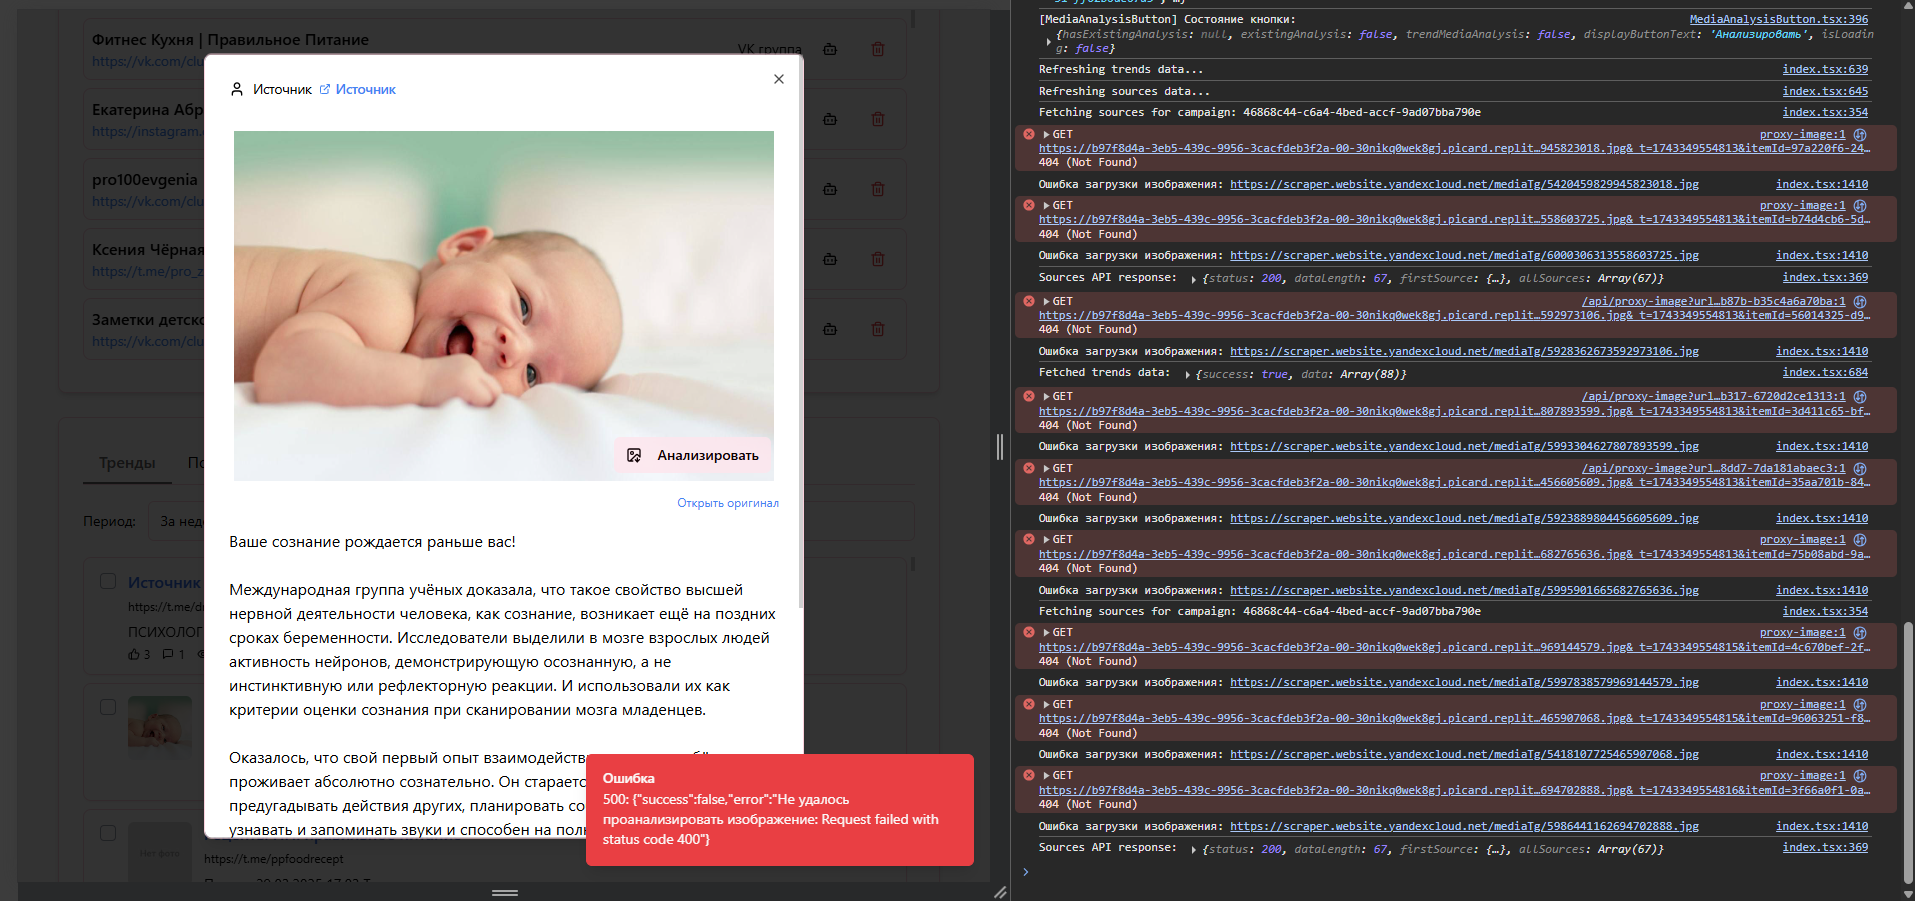 Фитнес Кухня | Правильное Питание
https://vk.com/clu
VK группа
Екатерина Абр
https://instagram.
pro100evgenia
https://vk.com/clu
Ксения Чёрная
https://t.me/pro_z
Заметки детско
https://vk.com/clu
Тренды
По
Период:
За нед
Источник
https://t.me/d
ПСИХОЛОГ
3
1
Нет фото
https://t.me/ppfoodrecept
Источник
Источник
Анализировать
Открыть оригинал
Ваше сознание рождается раньше вас!
Международная группа учёных доказала, что такое свойство высшей
нервной деятельности человека, как сознание, возникает ещё на поздних
сроках беременности. Исследователи выделили в мозге взрослых людей
активность нейронов, демонстрирующую осознанную, а не
инстинктивную или рефлекторную реакции. И использовали их как
критерии оценки сознания при сканировании мозга младенцев.
Оказалось, что свой первый опыт взаимодейств
проживает абсолютно сознательно. Он стараетс
предугадывать действия других, планировать со
узнавать и запоминать звуки и способен на пол
Ошибка
500: {"success":false,"error":"Не удалось
проанализировать изображение: Request failed with
status code 400"}
[MediaAnalysisButton] Состояние кнопки: MediaAnalysisButton.tsx:396
{hasExistingAnalysis: null, existingAnalysis: false, trendMediaAnalysis: false, displayButtonText: 'Анализировать', isLoadin
g: false}
Refreshing trends data... index.tsx:639
Refreshing sources data... index.tsx:645
Fetching sources for campaign: 46868c44-c6a4-4bed-accf-9ad07bba790e index.tsx:354
GET proxy-image:1
https://b97f8d4a-3eb5-439c-9956-3cacfdeb3f2a-00-30nikq0wek8gj.picard.replit…945823018.jpg&_t=1743349554813&itemId=97a220f6-24…
404 (Not Found)
Ошибка загрузки изображения: https://scraper.website.yandexcloud.net/mediaTg/5420459829945823018.jpg index.tsx:1410
GET proxy-image:1
https://b97f8d4a-3eb5-439c-9956-3cacfdeb3f2a-00-30nikq0wek8gj.picard.replit…558603725.jpg&_t=1743349554813&itemId=b74d4cb6-5d…
404 (Not Found)
Ошибка загрузки изображения: https://scraper.website.yandexcloud.net/mediaTg/6000306313558603725.jpg index.tsx:1410
Sources API response: {status: 200, dataLength: 67, firstSource: {…}, allSources: Array(67)} index.tsx:369
GET /api/proxy-image?url…b87b-b35c4a6a70ba:1
https://b97f8d4a-3eb5-439c-9956-3cacfdeb3f2a-00-30nikq0wek8gj.picard.replit…592973106.jpg&_t=1743349554813&itemId=56014325-d9…
404 (Not Found)
Ошибка загрузки изображения: https://scraper.website.yandexcloud.net/mediaTg/5928362673592973106.jpg index.tsx:1410
Fetched trends data: {success: true, data: Array(88)} index.tsx:684
GET /api/proxy-image?url…b317-6720d2ce1313:1
https://b97f8d4a-3eb5-439c-9956-3cacfdeb3f2a-00-30nikq0wek8gj.picard.replit…807893599.jpg&_t=1743349554813&itemId=3d411c65-bf…
404 (Not Found)
Ошибка загрузки изображения: https://scraper.website.yandexcloud.net/mediaTg/5993304627807893599.jpg index.tsx:1410
GET /api/proxy-image?url…8dd7-7da181abaec3:1
https://b97f8d4a-3eb5-439c-9956-3cacfdeb3f2a-00-30nikq0wek8gj.picard.replit…456605609.jpg&_t=1743349554813&itemId=35aa701b-84…
404 (Not Found)
Ошибка загрузки изображения: https://scraper.website.yandexcloud.net/mediaTg/5923889804456605609.jpg index.tsx:1410
GET proxy-image:1
https://b97f8d4a-3eb5-439c-9956-3cacfdeb3f2a-00-30nikq0wek8gj.picard.replit…682765636.jpg&_t=1743349554813&itemId=75b08abd-9a…
404 (Not Found)
Ошибка загрузки изображения: https://scraper.website.yandexcloud.net/mediaTg/5995901665682765636.jpg index.tsx:1410
Fetching sources for campaign: 46868c44-c6a4-4bed-accf-9ad07bba790e index.tsx:354
GET proxy-image:1
https://b97f8d4a-3eb5-439c-9956-3cacfdeb3f2a-00-30nikq0wek8gj.picard.replit…969144579.jpg&_t=1743349554815&itemId=4c670bef-2f…
404 (Not Found)
Ошибка загрузки изображения: https://scraper.website.yandexcloud.net/mediaTg/5997838579969144579.jpg index.tsx:1410
GET proxy-image:1
https://b97f8d4a-3eb5-439c-9956-3cacfdeb3f2a-00-30nikq0wek8gj.picard.replit…465907068.jpg&_t=1743349554815&itemId=96063251-f8…
404 (Not Found)
Ошибка загрузки изображения: https://scraper.website.yandexcloud.net/mediaTg/5418107725465907068.jpg index.tsx:1410
GET proxy-image:1
https://b97f8d4a-3eb5-439c-9956-3cacfdeb3f2a-00-30nikq0wek8gj.picard.replit…694702888.jpg&_t=1743349554816&itemId=3f66a0f1-0a…
404 (Not Found)
Ошибка загрузки изображения: https://scraper.website.yandexcloud.net/mediaTg/5986441162694702888.jpg index.tsx:1410
Sources API response: {status: 200, dataLength: 67, firstSource: {…}, allSources: Array(67)} index.tsx:369